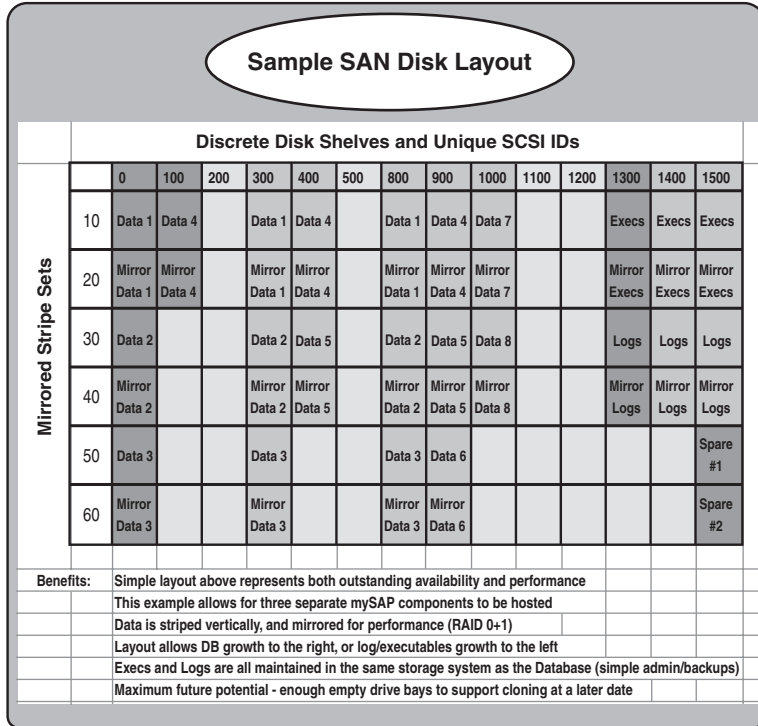 Sample SAN Disk Layout
Discrete Disk Shelves and Unique SCSI IDs
0 100 200 300 400 500 800 900 1000 1100 1200 1300 1400 1500
Mirrored Stripe Sets
10 Data 1 Data 4 Data 1 Data 4 Data 1 Data 4 Data 7 Execs Execs Execs
20 Mirror Data 1 Mirror Data 4 Mirror Data 1 Mirror Data 4 Mirror Data 1 Mirror Data 4 Mirror Data 7 Mirror Execs Mirror Execs Mirror Execs
30 Data 2 Data 2 Data 5 Data 2 Data 5 Data 8 Logs Logs Logs
40 Mirror Data 2 Mirror Data 2 Mirror Data 5 Mirror Data 2 Mirror Data 5 Mirror Data 8 Mirror Logs Mirror Logs Mirror Logs
50 Data 3 Data 3 Data 3 Data 6 Spare #1
60 Mirror Data 3 Mirror Data 3 Mirror Data 3 Mirror Data 6 Spare #2
Benefits: Simple layout above represents both outstanding availability and performance
This example allows for three separate mySAP components to be hosted
Data is striped vertically, and mirrored for performance (RAID 0+1)
Layout allows DB growth to the right, or log/executables growth to the left
Execs and Logs are all maintained in the same storage system as the Database (simple admin/backups)
Maximum future potential - enough empty drive bays to support cloning at a later date